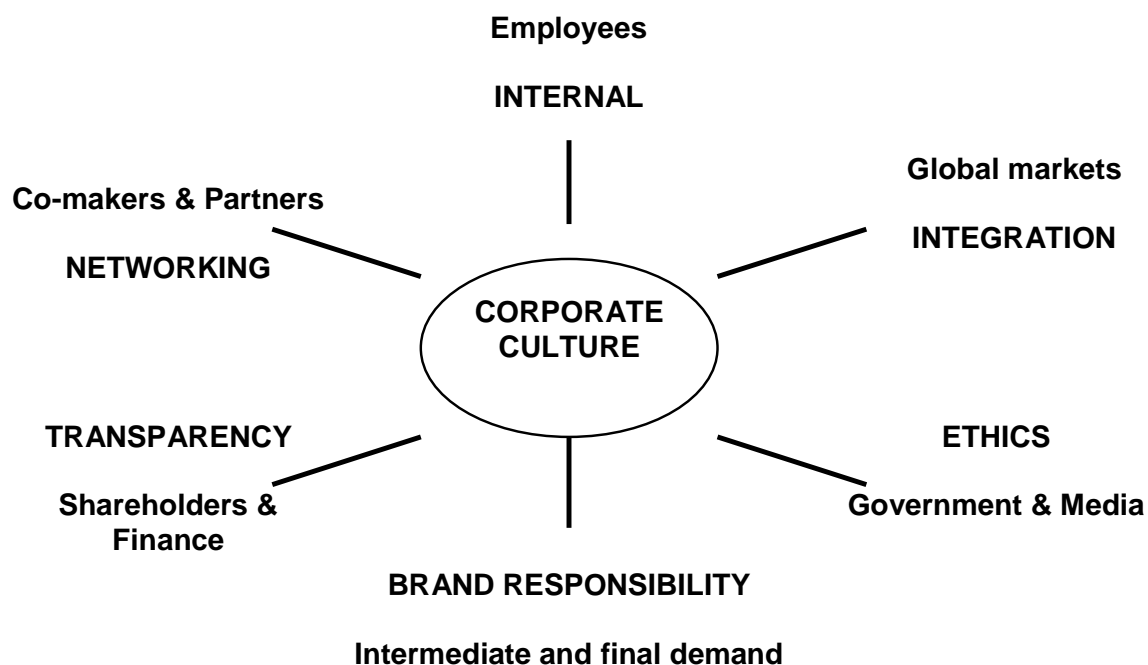 Employees
INTERNAL
Global markets
Co-makers & Partners
INTEGRATION
NETWORKING
CORPORATE
CULTURE
TRANSPARENCY
ETHICS
Shareholders &
Finance
Government & Media
BRAND RESPONSIBILITY
Intermediate and final demand